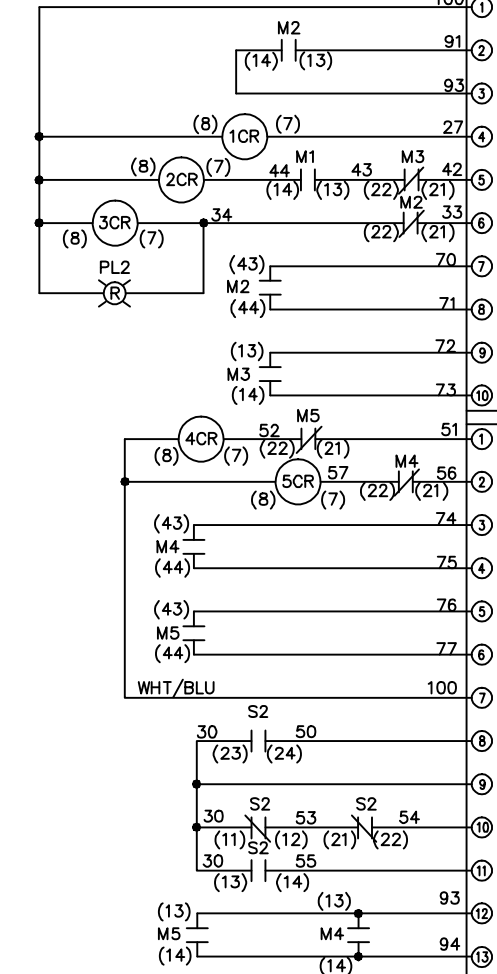 100 1
M2 91 2
(14) (13)
93 3
(8) 1CR (7) 27 4
(8) 2CR (7) 44 M1 43 M3 42 5
(14) (13) (22) (21)
3CR 34 M2 33 6
(8) (7) (22) (21)
PL2
R
(43) 70 7
M2
(44) 71 8
(13) 72 9
M3
(14) 73 10
4CR 52 M5 51 1
(8) (7) (22) (21)
5CR 57 M4 56 2
(8) (7) (22) (21)
(43) 74 3
M4
(44) 75 4
(43) 76 5
M5
(44) 77 6
WHT/BLU 100 7
S2
30 50 8
(23) (24)
9
S2 S2
30 53 54 10
(11) (12) (21) (22)
S2
30 55 11
(13) (14)
(13) (13) 93 12
M5 M4
(14) (14) 94 13